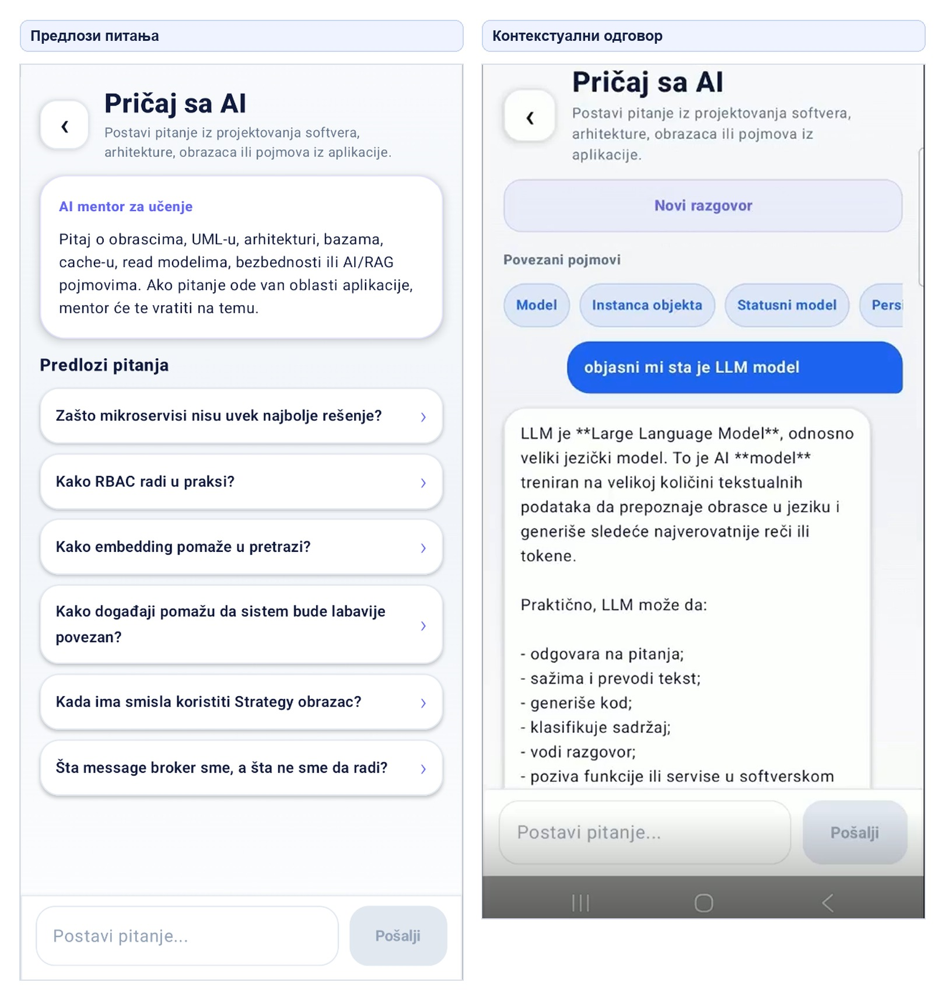 Предлози питања
Pričaj sa AI
Postavi pitanje iz projektovanja softvera,
arhitekture, obrazaca ili pojmova iz aplikacije.
AI mentor za učenje
Pitaj o obrascima, UML-u, arhitekturi, bazama,
cache-u, read modelima, bezbednosti ili AI/RAG
pojmovima. Ako pitanje ode van oblasti aplikacije,
mentor će te vratiti na temu.
Predlozi pitanja
Zašto mikroservisi nisu uvek najbolje rešenje?
Kako RBAC radi u praksi?
Kako embedding pomaže u pretrazi?
Kako događaji pomažu da sistem bude labavije
povezan?
Kada ima smisla koristiti Strategy obrazac?
Šta message broker sme, a šta ne sme da radi?
Postavi pitanje...
Pošalji
Контекстуални одговор
Pričaj sa AI
Postavi pitanje iz projektovanja softvera,
arhitekture, obrazaca ili pojmova iz
aplikacije.
Novi razgovor
Povezani pojmovi
Model
Instanca objekta
Statusni model
Persi
objasni mi sta je LLM model
LLM je **Large Language Model**, odnosno
veliki jezički model. To je AI **model**
treniran na velikoj količini tekstualnih
podataka da prepoznaje obrasce u jeziku i
generiše sledeće najverovatnije reči ili
tokene.
Praktično, LLM može da:
- odgovara na pitanja;
- sažima i prevodi tekst;
- generiše kod;
- klasifikuje sadržaj;
- vodi razgovor;
- poziva funkcije ili servise u softverskom
Postavi pitanje...
Pošalji